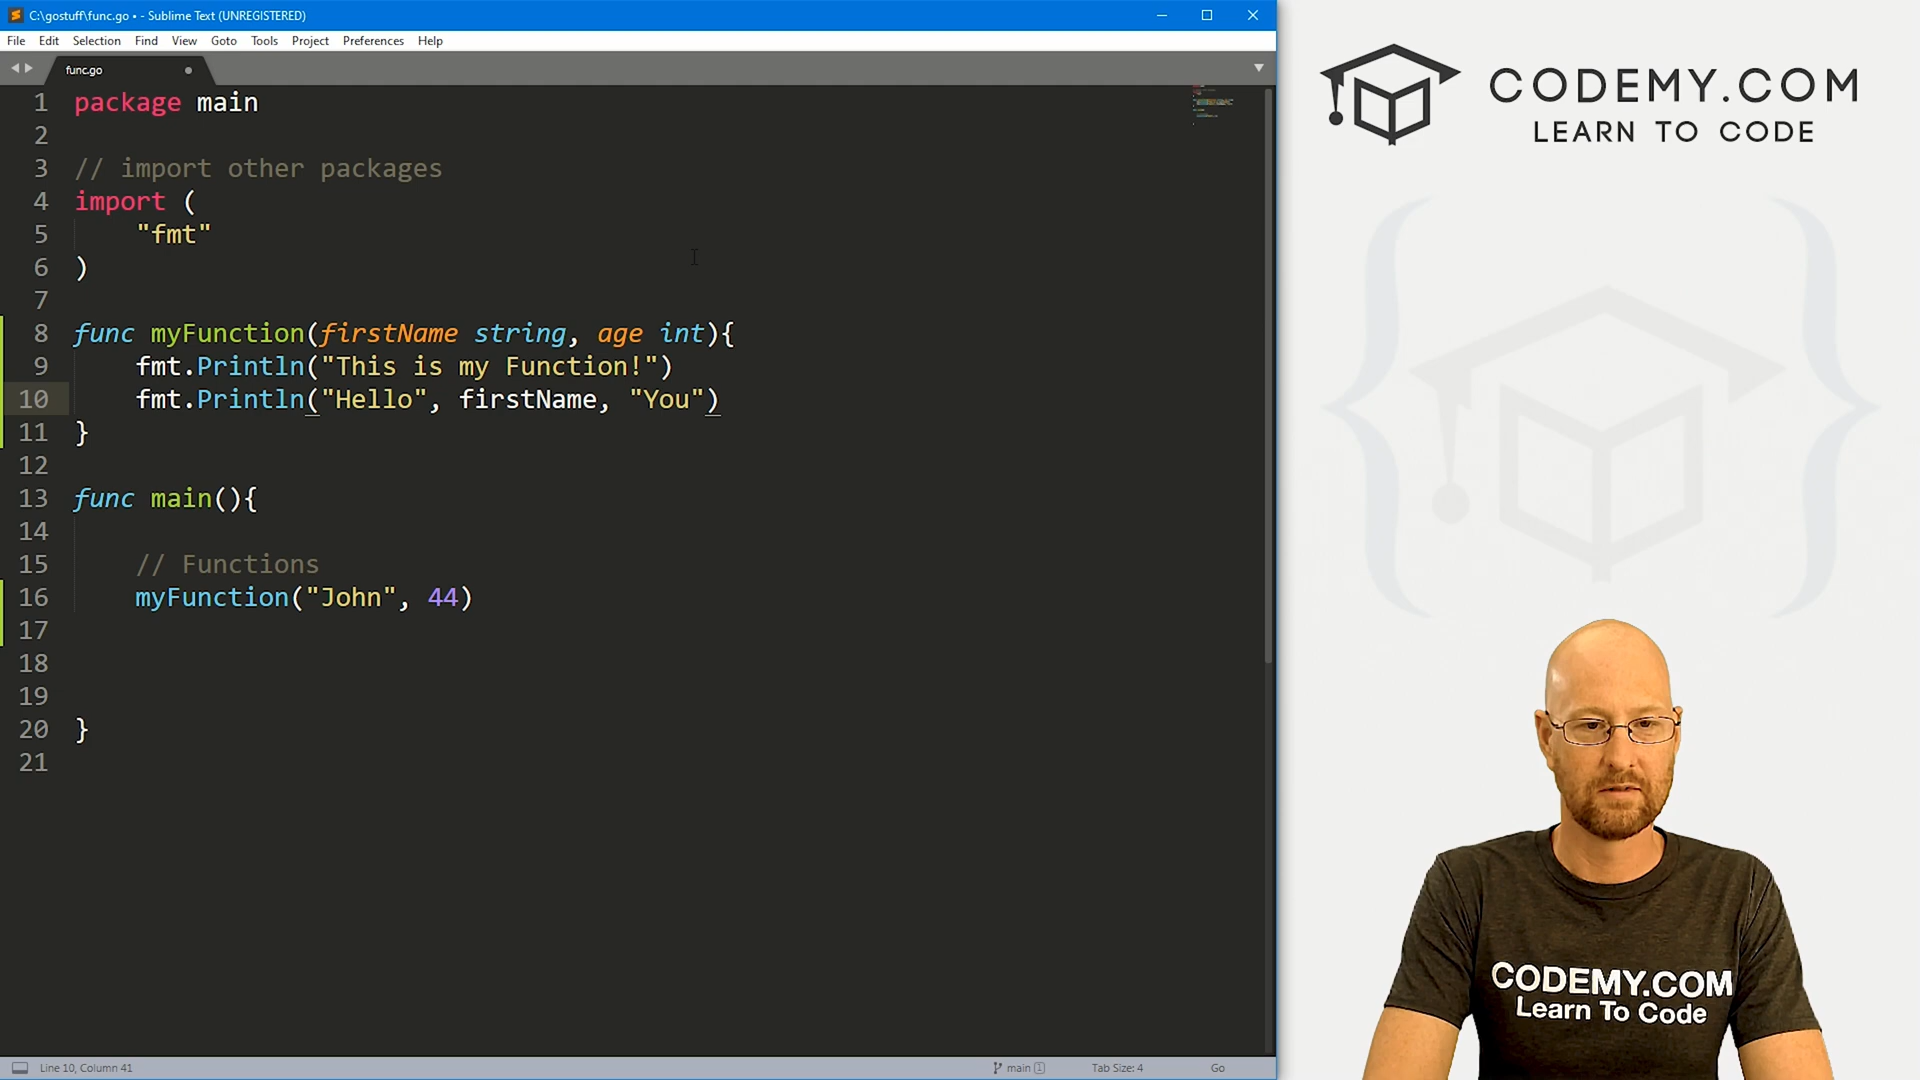 C:\gostuff\func.go • - Sublime Text (UNREGISTERED)
File Edit Selection Find View Goto Tools Project Preferences Help
func.go
1 package main
2
3 // import other packages
4 import (
5 "fmt"
6 )
7
8 func myFunction(firstName string, age int){
9 fmt.Println("This is my Function!")
10 fmt.Println("Hello", firstName, "You")
11 }
12
13 func main(){
14
15 // Functions
16 myFunction("John", 44)
17
18
19
20 }
21
Line 10, Column 41
main 1
Tab Size: 4
Go
CODEMY.COM
LEARN TO CODE
CODEMY.COM
Learn To Code